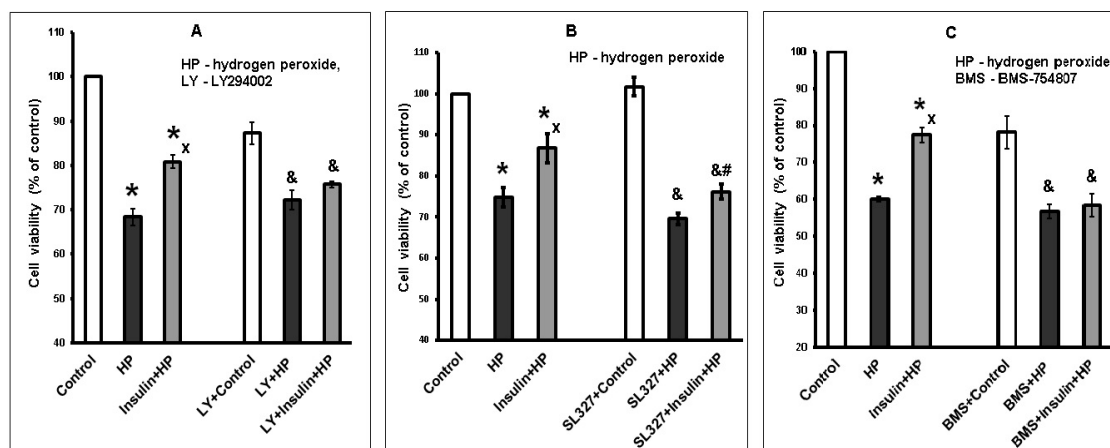 A
HP - hydrogen peroxide,
LY - LY294002
Cell viability (% of control)
110
100
90
80
70
60
50
40
*
*
x
&
&
Control
HP
Insulin+HP
LY+Control
LY+HP
LY+Insulin+HP
B
HP - hydrogen peroxide
Cell viability (% of control)
110
100
90
80
70
60
50
40
*
*
x
&
&#
Control
HP
Insulin+HP
SL327+Control
SL327+HP
SL327+Insulin+HP
C
HP - hydrogen peroxide
BMS - BMS-754807
Cell viability (% of control)
100
90
80
70
60
50
40
30
20
*
*
x
&
&
Control
HP
Insulin+HP
BMS+Control
BMS+HP
BMS+Insulin+HP